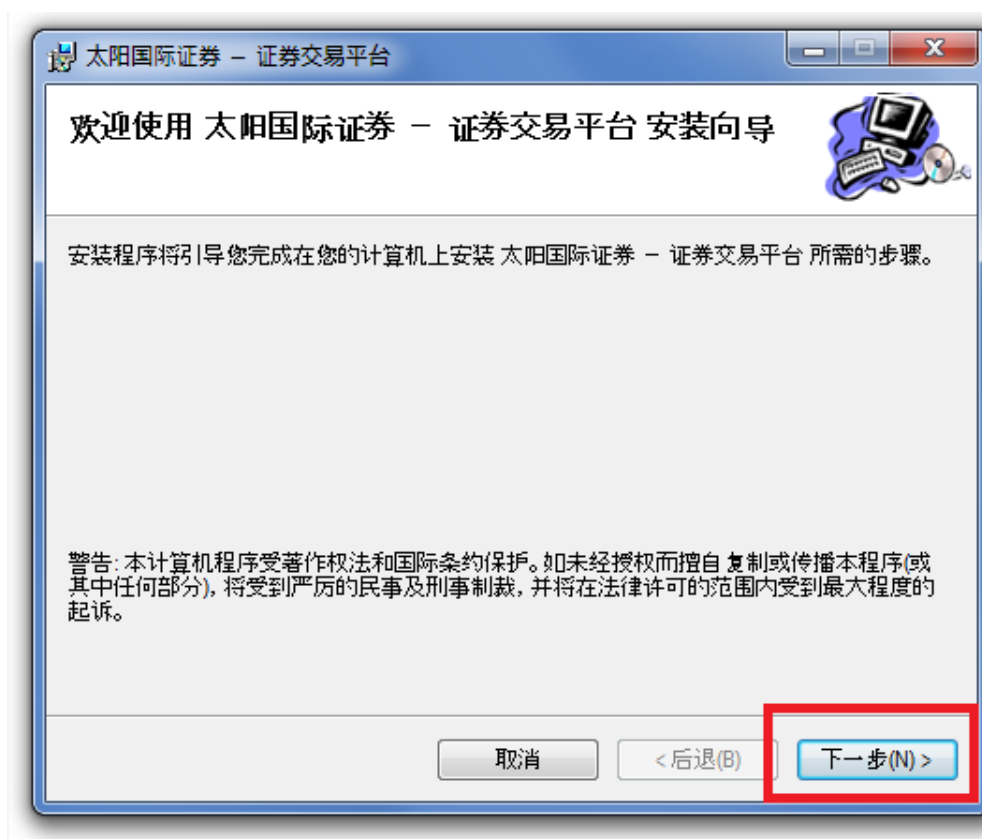 太阳国际证券 – 证券交易平台
欢迎使用 太阳国际证券 – 证券交易平台 安装向导
安装程序将引导您完成在您的计算机上安装 太阳国际证券 – 证券交易平台 所需的步骤。
警告: 本计算机程序受著作权法和国际条约保护。如未经授权而擅自复制或传播本程序(或
其中任何部分), 将受到严厉的民事及刑事制裁, 并将在法律许可的范围内受到最大程度的
起诉。
取消 < 后退(B) 下一步(N) >